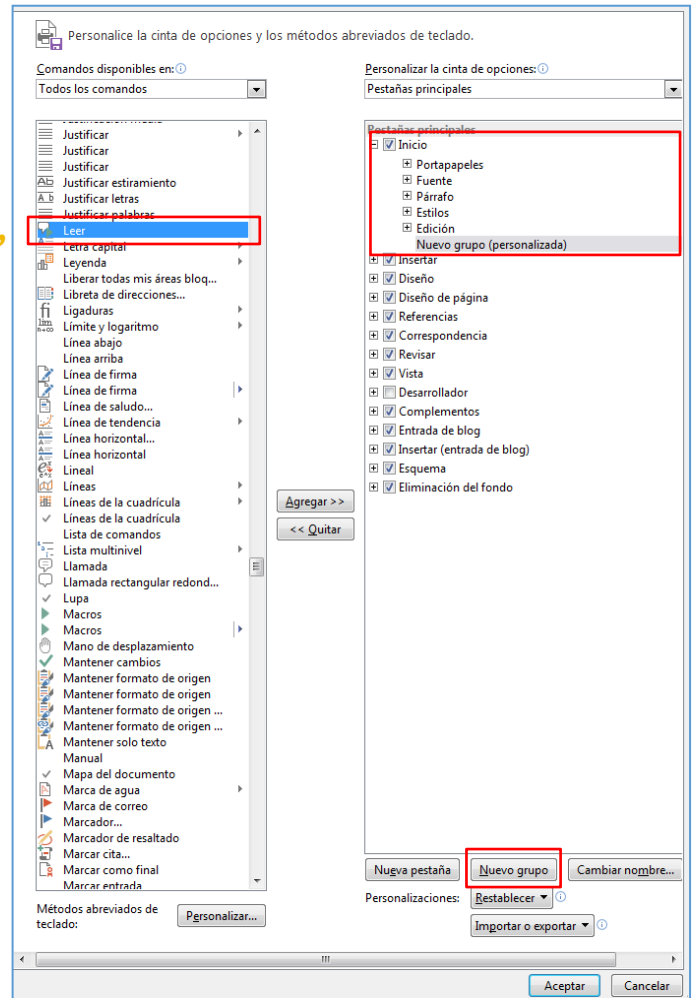 Personalice la cinta de opciones y los métodos abreviados de teclado.
Comandos disponibles en:
Todos los comandos
Justificar
Justificar
Justificar
Justificar estiramiento
Justificar letras
Justificar palabras
Leer
Letra capital
Leyenda
Liberar todas mis áreas bloq...
Libreta de direcciones...
Ligaduras
Límite y logaritmo
Línea abajo
Línea arriba
Línea de firma
Línea de firma
Línea de saludo...
Línea de tendencia
Línea horizontal...
Línea horizontal
Lineal
Líneas
Líneas de la cuadrícula
Líneas de la cuadrícula
Lista de comandos
Lista multinivel
Llamada
Llamada rectangular redond...
Lupa
Macros
Macros
Mano de desplazamiento
Mantener cambios
Mantener formato de origen
Mantener formato de origen
Mantener formato de origen ...
Mantener formato de origen ...
Mantener solo texto
Manual
Mapa del documento
Marca de agua
Marca de correo
Marcador...
Marcador de resaltado
Marcar cita...
Marcar como final
Marcar entrada
Métodos abreviados de
teclado:
Personalizar...
Agregar >>
<< Quitar
Personalizar la cinta de opciones:
Pestañas principales
Pestañas principales
Inicio
Portapapeles
Fuente
Párrafo
Estilos
Edición
Nuevo grupo (personalizada)
Insertar
Diseño
Diseño de página
Referencias
Correspondencia
Revisar
Vista
Desarrollador
Complementos
Entrada de blog
Insertar (entrada de blog)
Esquema
Eliminación del fondo
Nueva pestaña
Nuevo grupo
Cambiar nombre...
Personalizaciones:
Restablecer
Importar o exportar
Aceptar
Cancelar